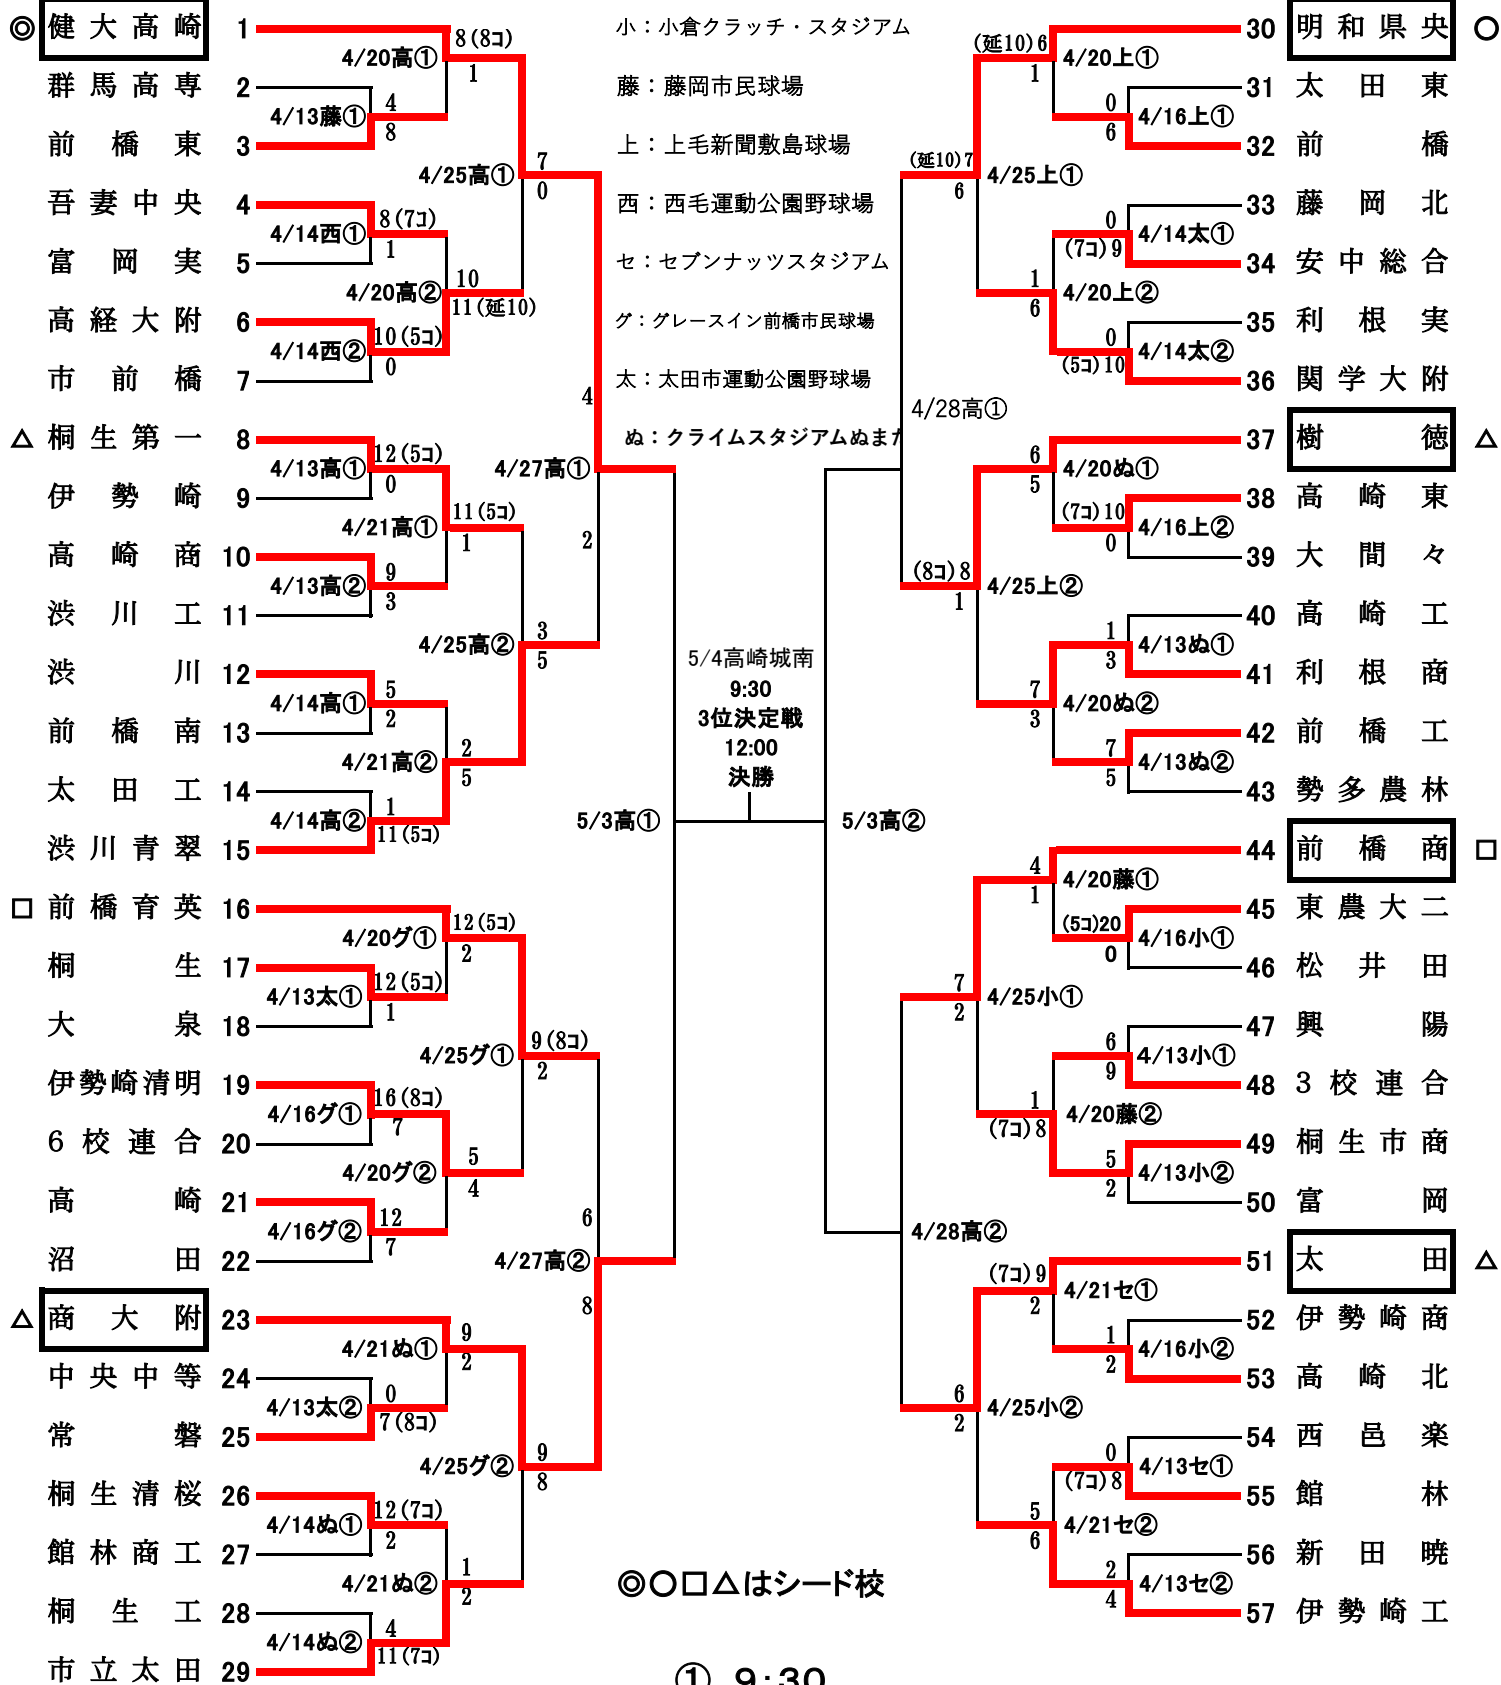 ◎ 健大高崎 1
群馬高専 2
前橋東 3
吾妻中央 4
富岡実 5
高経大附 6
市前橋 7
△ 桐生第一 8
伊勢崎 9
高崎商 10
渋川工 11
渋川 12
前橋南 13
太田工 14
渋川青翠 15
□ 前橋育英 16
桐生 17
大泉 18
伊勢崎清明 19
6校連合 20
高崎 21
沼田 22
△ 商大附 23
中央中等 24
常磐 25
桐生清桜 26
館林商工 27
桐生工 28
市立太田 29
4/13藤① 4 8
4/14西① 8(7コ) 1
4/14西② 10(5コ) 0
4/13高① 12(5コ) 0
4/13高② 9 3
4/14高① 5 2
4/14高② 1 11(5コ)
4/13太① 12(5コ) 1
4/16グ① 16(8コ) 7
4/16グ② 12 7
4/13太② 0 7(8コ)
4/14ぬ① 12(7コ) 2
4/14ぬ② 4 11(7コ)
4/20高① 8(8コ) 1
4/20高② 10 11(延10)
4/21高① 11(5コ) 1
4/21高② 2 5
4/20グ① 12(5コ) 2
4/20グ② 5 4
4/21ぬ① 9 2
4/21ぬ② 1 2
4/25高① 7 0
4/25高② 3 5
4/25グ① 9(8コ) 2
4/25グ② 9 8
4/27高① 4 2
4/27高② 6 8
5/3高①
小：小倉クラッチ・スタジアム
藤：藤岡市民球場
上：上毛新聞敷島球場
西：西毛運動公園野球場
セ：セブンナッツスタジアム
グ：グレースイン前橋市民球場
太：太田市運動公園野球場
ぬ：クライムスタジアムぬまた
5/4高崎城南
9:30
3位決定戦
12:00
決勝
◎○□△はシード校
① 9:30
5/3高②
4/28高①
4/28高②
4/25上① (延10)7 6
4/25上② (8コ)8 1
4/25小① 7 2
4/25小② 6 2
4/20上① (延10)6 1
4/20上② 1 6
4/20ぬ① 6 5
4/20ぬ② 7 3
4/20藤① 4 1
4/20藤② 1 (7コ)8
4/21セ① (7コ)9 2
4/21セ② 5 6
4/16上① 0 6
4/14太① 0 (7コ)9
4/14太② 0 (5コ)10
4/16上② (7コ)10 0
4/13ぬ① 1 3
4/13ぬ② 7 5
4/16小① (5コ)20 0
4/13小① 6 9
4/13小② 5 2
4/16小② 1 2
4/13セ① 0 (7コ)8
4/13セ② 2 4
30 明和県央 ○
31 太田東
32 前橋
33 藤岡北
34 安中総合
35 利根実
36 関学大附
37 樹徳 △
38 高崎東
39 大間々
40 高崎工
41 利根商
42 前橋工
43 勢多農林
44 前橋商 □
45 東農大二
46 松井田
47 興陽
48 3校連合
49 桐生市商
50 富岡
51 太田 △
52 伊勢崎商
53 高崎北
54 西邑楽
55 館林
56 新田暁
57 伊勢崎工